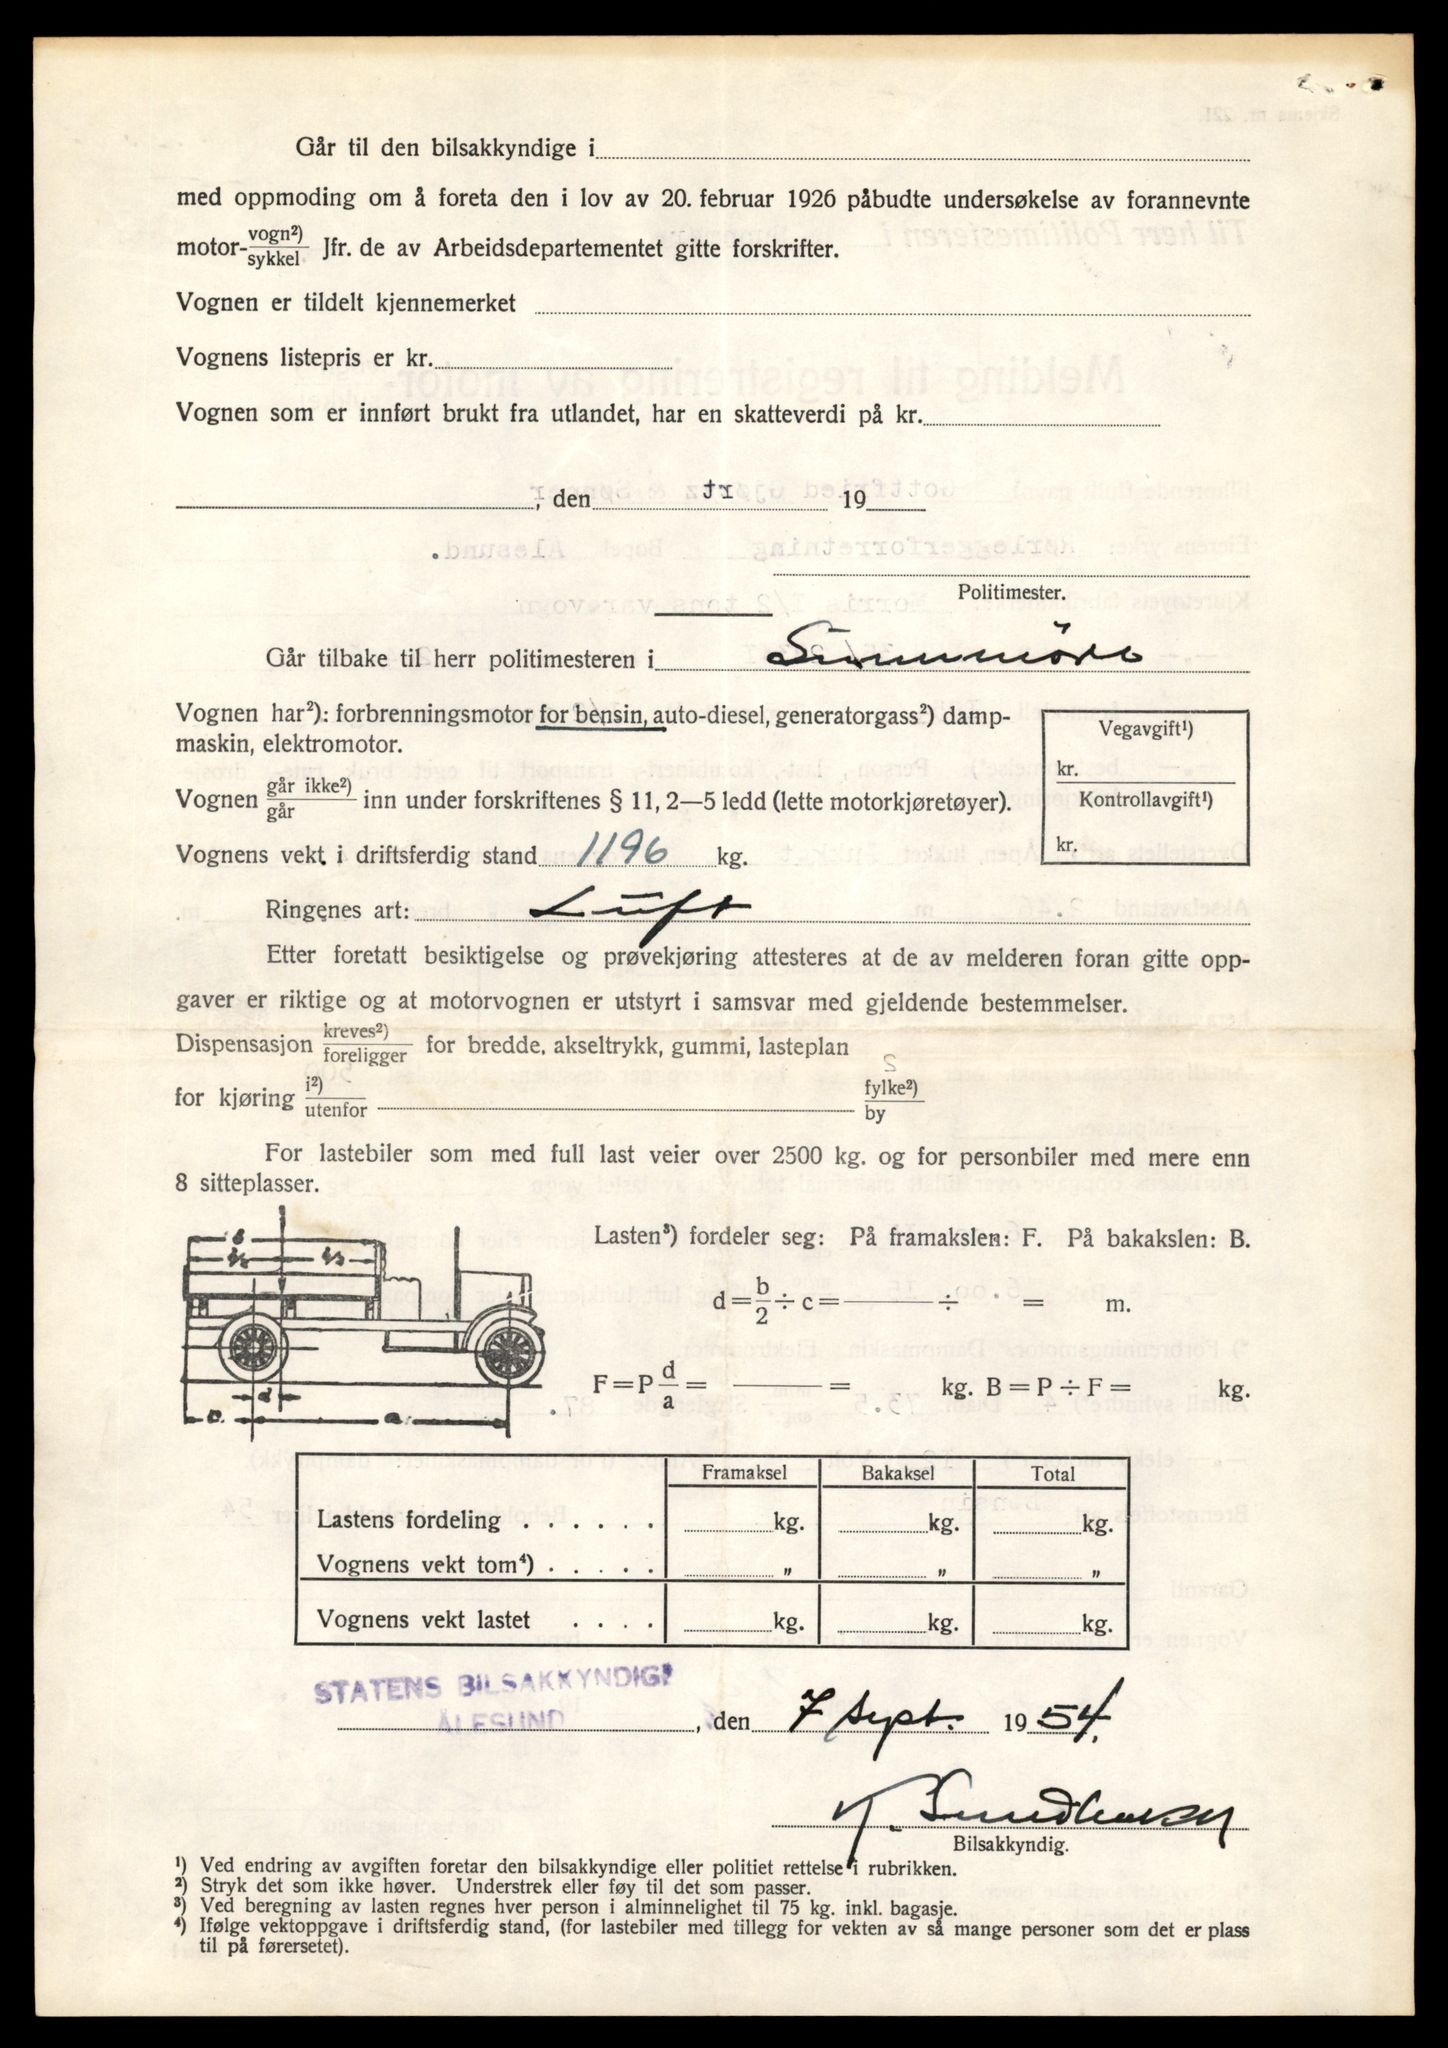 Går til den bilsakkyndige i
med oppmoding om å foreta den i lov av 20. februar 1926 påbudte undersøkelse av forannevnte
motor- vogn²)/sykkel Jfr. de av Arbeidsdepartementet gitte forskrifter.
Vognen er tildelt kjennemerket
Vognens listepris er kr.
Vognen som er innført brukt fra utlandet, har en skatteverdi på kr.
, den 19
Politimester.
Går tilbake til herr politimesteren i Sunnmöre
Vognen har²): forbrenningsmotor for bensin, auto-diesel, generatorgass²) damp-
maskin, elektromotor.
Vegavgift¹)
kr.
Kontrollavgift¹)
kr.
Vognen går ikke²)/går inn under forskriftenes § 11, 2—5 ledd (lette motorkjøretøyer).
Vognens vekt i driftsferdig stand 1196 kg.
Ringenes art: Luft
Etter foretatt besiktigelse og prøvekjøring attesteres at de av melderen foran gitte opp-
gaver er riktige og at motorvognen er utstyrt i samsvar med gjeldende bestemmelser.
Dispensasjon kreves²)/foreligger for bredde, akseltrykk, gummi, lasteplan
for kjøring i²)/utenfor fylke²)/by
For lastebiler som med full last veier over 2500 kg. og for personbiler med mere enn
8 sitteplasser.
Lasten³) fordeler seg: På framakslen: F. På bakakslen: B.
d = b/2 ÷ c = ——— ÷ = m.
F = P d/a = ——— = kg. B = P ÷ F = kg.
d
c. a.
Framaksel Bakaksel Total
Lastens fordeling . . . . . . kg. kg. kg.
Vognens vekt tom⁴) . . . . . „ „ „
Vognens vekt lastet . . . . kg. kg. kg.
STATENS BILSAKKYNDIGE
ÅLESUND , den 7 sept. 1954.
Bilsakkyndig.
¹) Ved endring av avgiften foretar den bilsakkyndige eller politiet rettelse i rubrikken.
²) Stryk det som ikke høver. Understrek eller føy til det som passer.
³) Ved beregning av lasten regnes hver person i alminnelighet til 75 kg. inkl. bagasje.
⁴) Ifølge vektoppgave i driftsferdig stand, (for lastebiler med tillegg for vekten av så mange personer som det er plass
til på førersetet).